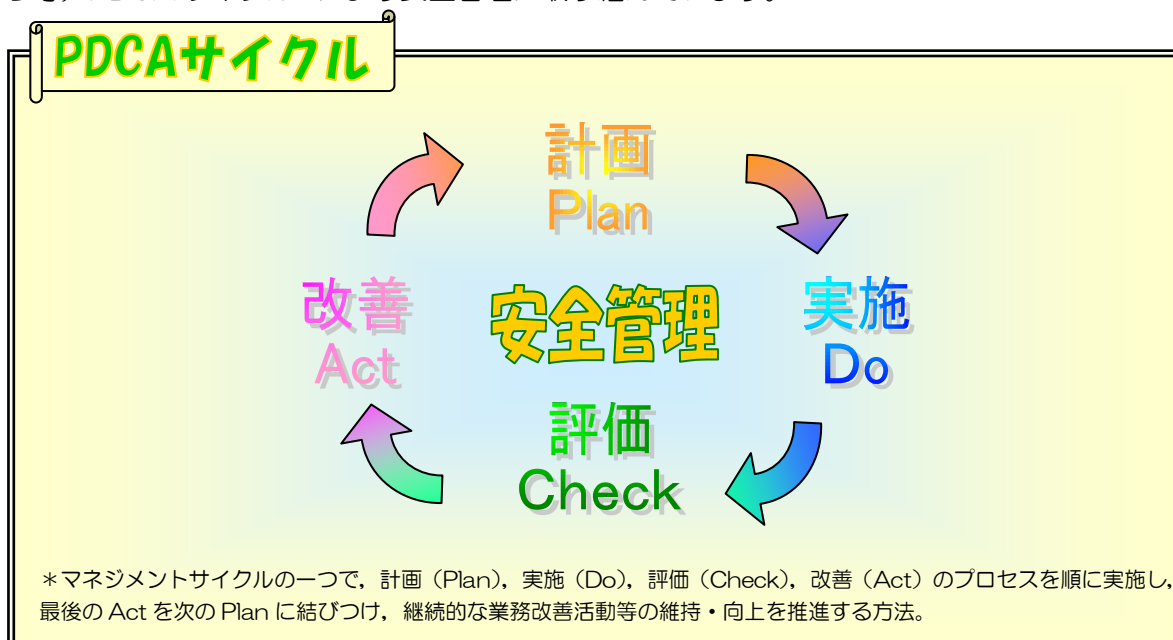 PDCAサイクル
計画
Plan
改善
Act
安全管理
実施
Do
評価
Check
＊マネジメントサイクルの一つで，計画（Plan），実施（Do），評価（Check），改善（Act）のプロセスを順に実施し，
最後の Act を次の Plan に結びつけ，継続的な業務改善活動等の維持・向上を推進する方法。